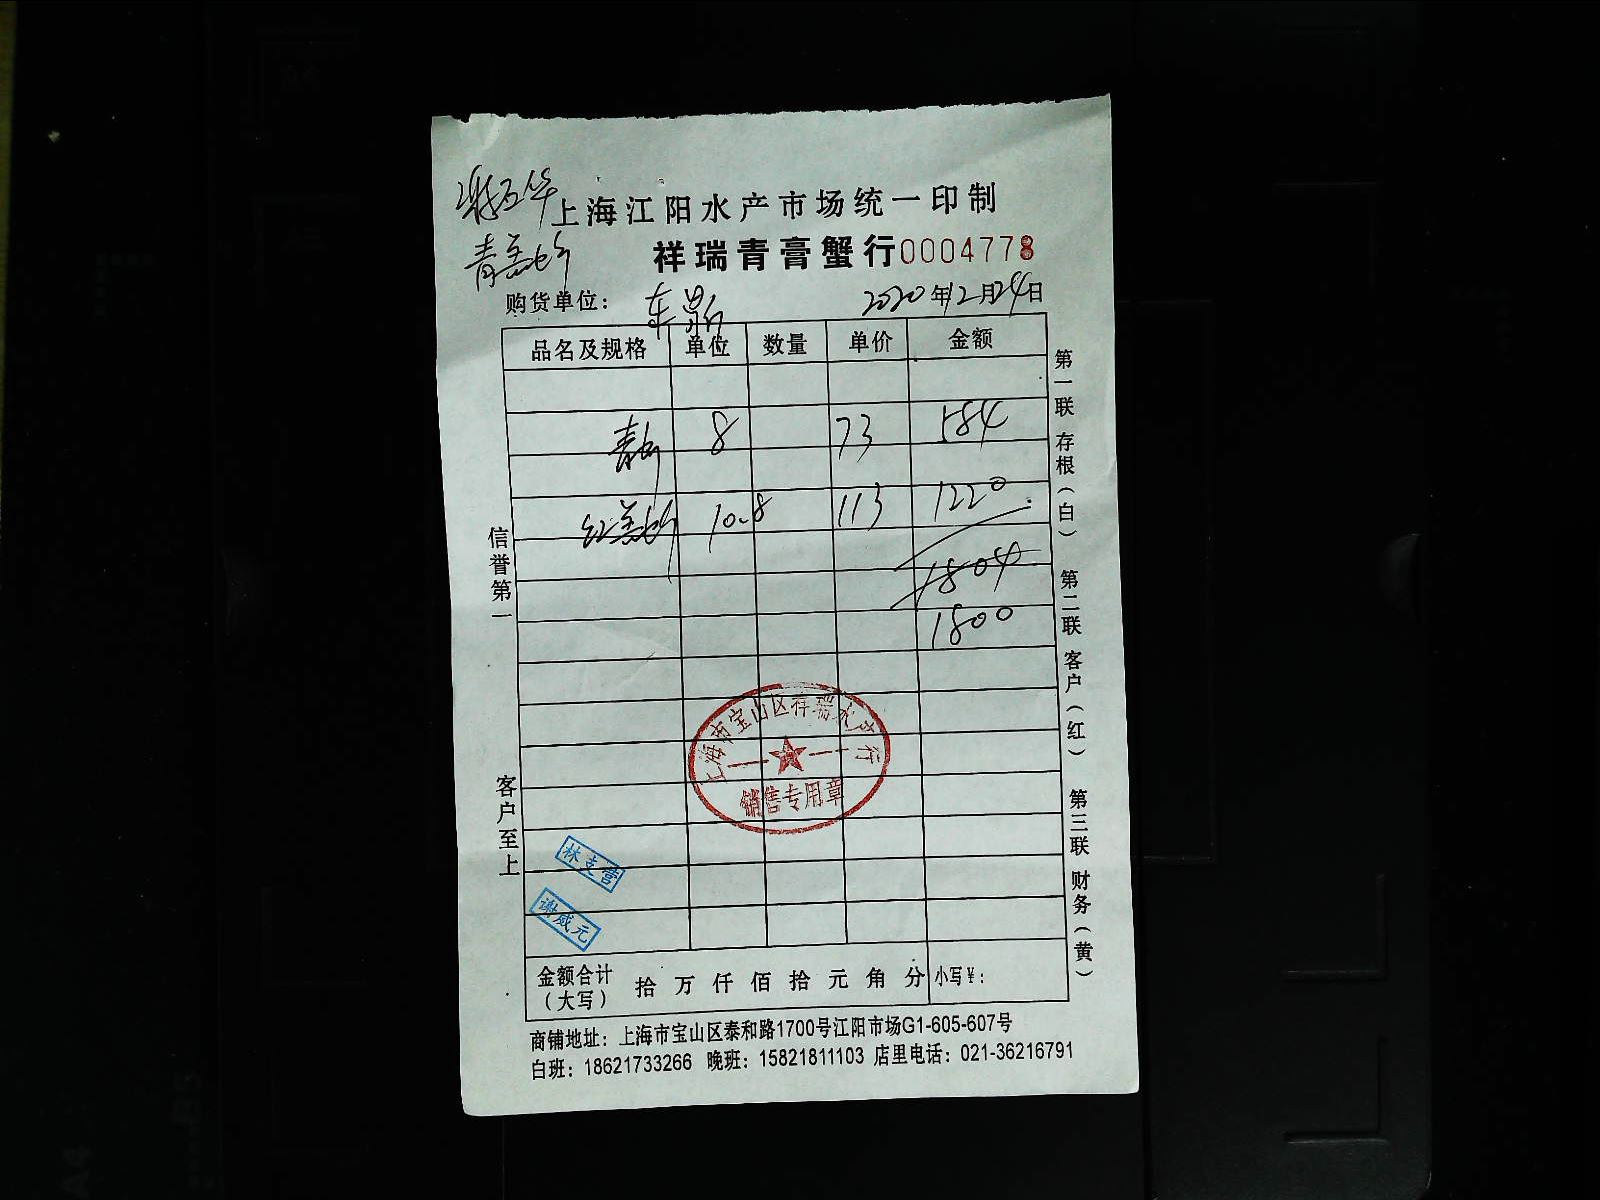 上海江阳水产市场统一印制
祥瑞青膏蟹行0004778
购货单位：
2020年12月24日
品名及规格 单位 数量 单价 金额
8 73 584
10.8 113 1220
1804
1800
信誉第一
客户至上
第一联 存根（白） 第二联 客户（红） 第三联 财务（黄）
上海市宝山区祥瑞水产行
销售专用章
林支营
谢威元
金额合计（大写） 拾 万 仟 佰 拾 元 角 分 小写￥：
商铺地址：上海市宝山区泰和路1700号江阳市场G1-605-607号
白班：18621733266 晚班：15821811103 店里电话：021-36216791